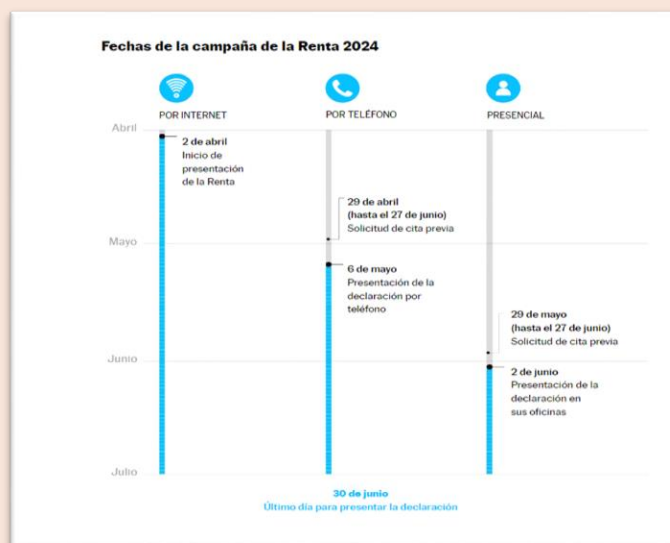 Fechas de la campaña de la Renta 2024
POR INTERNET
POR TELÉFONO
PRESENCIAL
Abril
2 de abril
Inicio de
presentación
de la Renta
29 de abril
(hasta el 27 de junio)
Solicitud de cita previa
Mayo
6 de mayo
Presentación de la
declaración por
teléfono
29 de mayo
(hasta el 27 de junio)
Solicitud de cita previa
Junio
2 de junio
Presentación de la
declaración en
sus oficinas
Julio
30 de junio
Último día para presentar la declaración